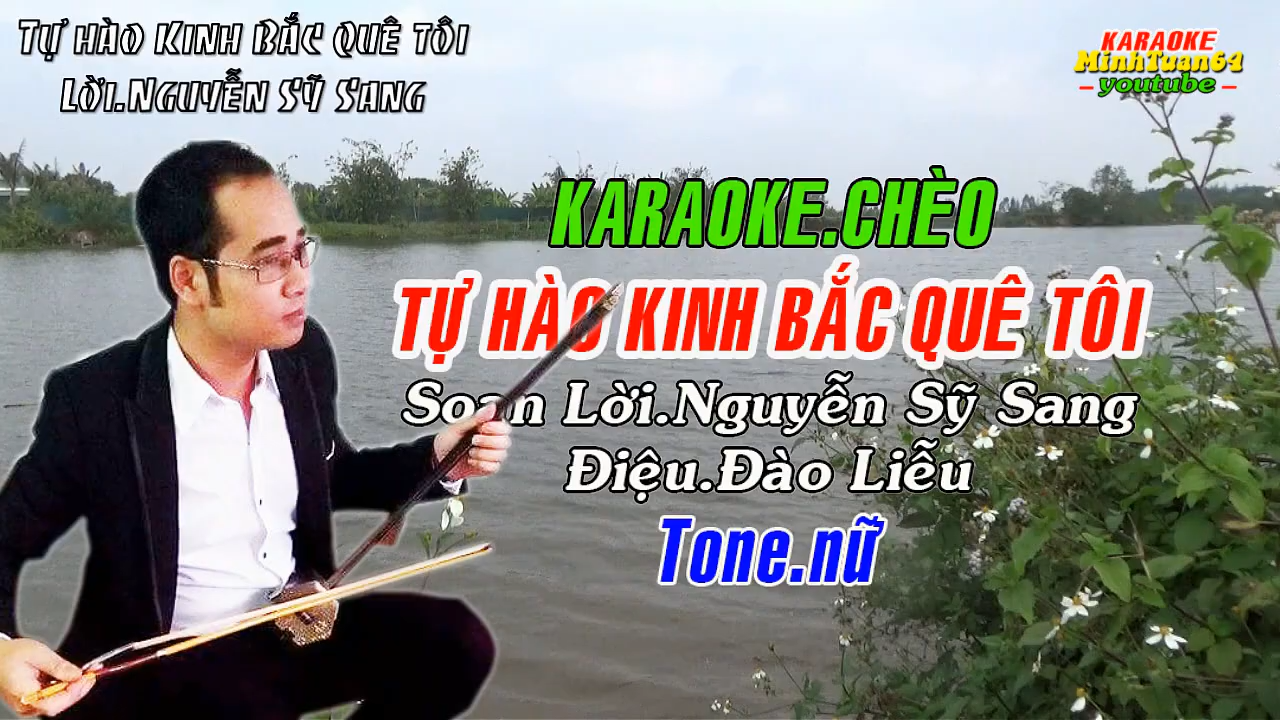 Tự hào Kinh Bắc quê tôi
Lời.Nguyễn Sỹ Sang
KARAOKE
MinhTuan64
- youtube -
KARAOKE.CHÈO
TỰ HÀO KINH BẮC QUÊ TÔI
Soạn Lời.Nguyễn Sỹ Sang
Điệu.Đào Liễu
Tone.nữ